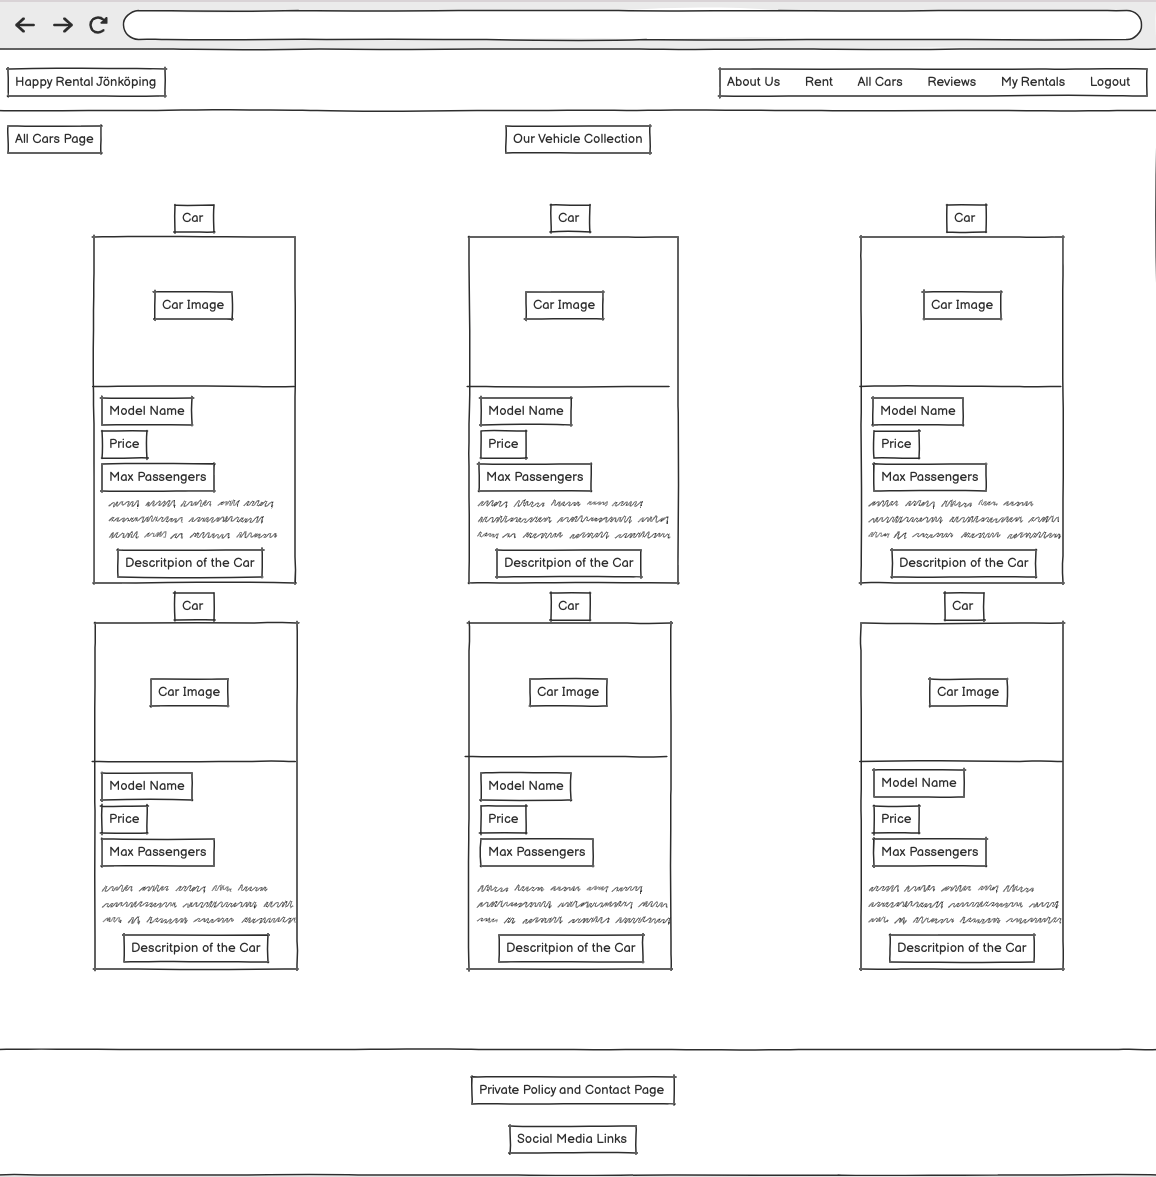 Happy Rental Jönköping
About Us Rent All Cars Reviews My Rentals Logout
All Cars Page
Our Vehicle Collection
Car
Car
Car
Car Image
Car Image
Car Image
Model Name
Price
Max Passengers
Descritpion of the Car
Model Name
Price
Max Passengers
Descritpion of the Car
Model Name
Price
Max Passengers
Descritpion of the Car
Car
Car
Car
Car Image
Car Image
Car Image
Model Name
Price
Max Passengers
Descritpion of the Car
Model Name
Price
Max Passengers
Descritpion of the Car
Model Name
Price
Max Passengers
Descritpion of the Car
Private Policy and Contact Page
Social Media Links